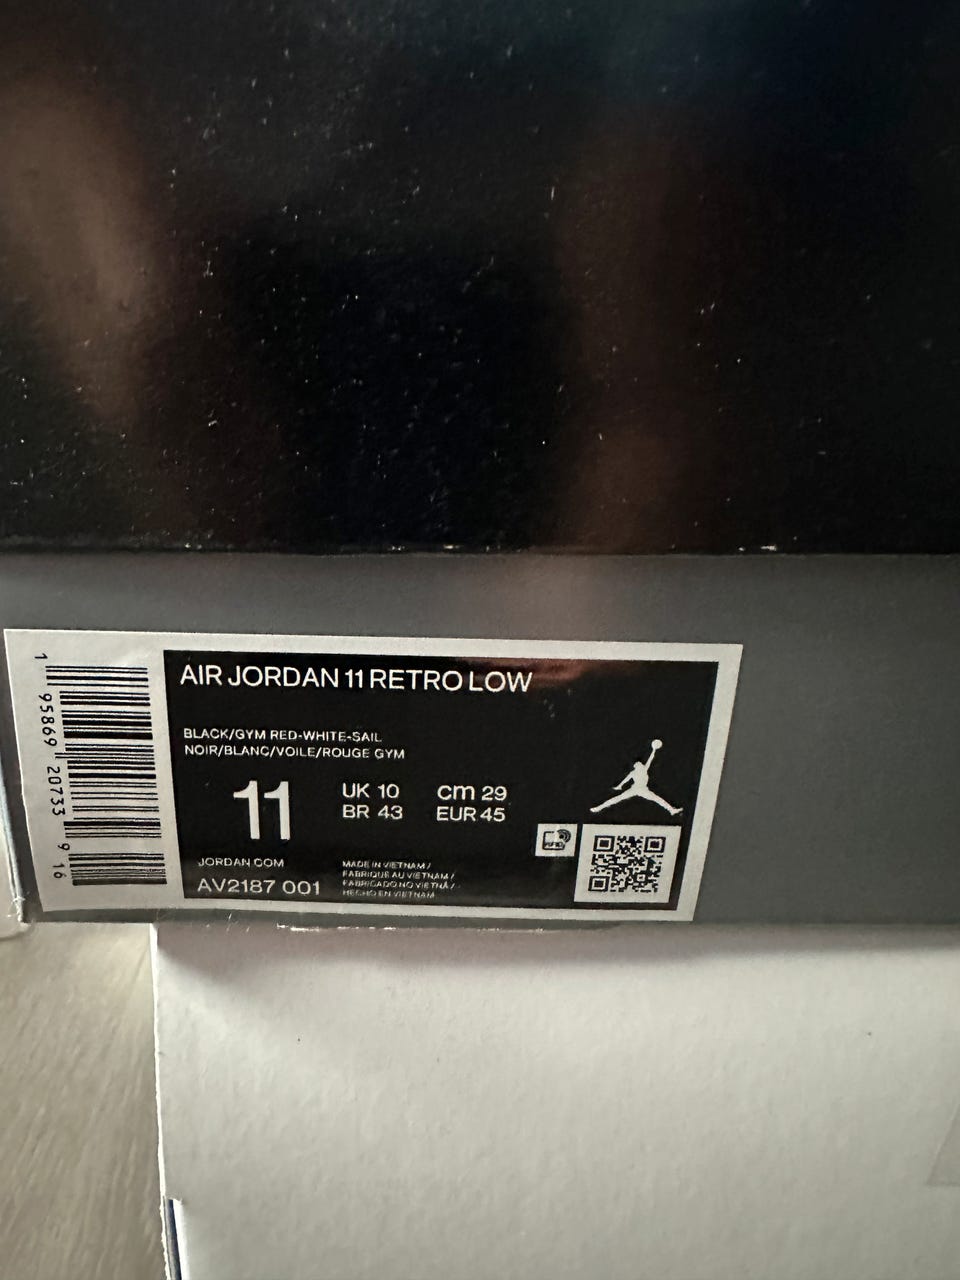 1 95869 20733 9 16
AIR JORDAN 11 RETRO LOW
BLACK/GYM RED-WHITE-SAIL
NOIR/BLANC/VOILE/ROUGE GYM
11
UK 10
BR 43
cm 29
EUR 45
JORDAN.COM
AV2187 001
MADE IN VIETNAM /
FABRIQUÉ AU VIETNAM /
FABRICADO NO VIETNÃ /
HECHO EN VIETNAM